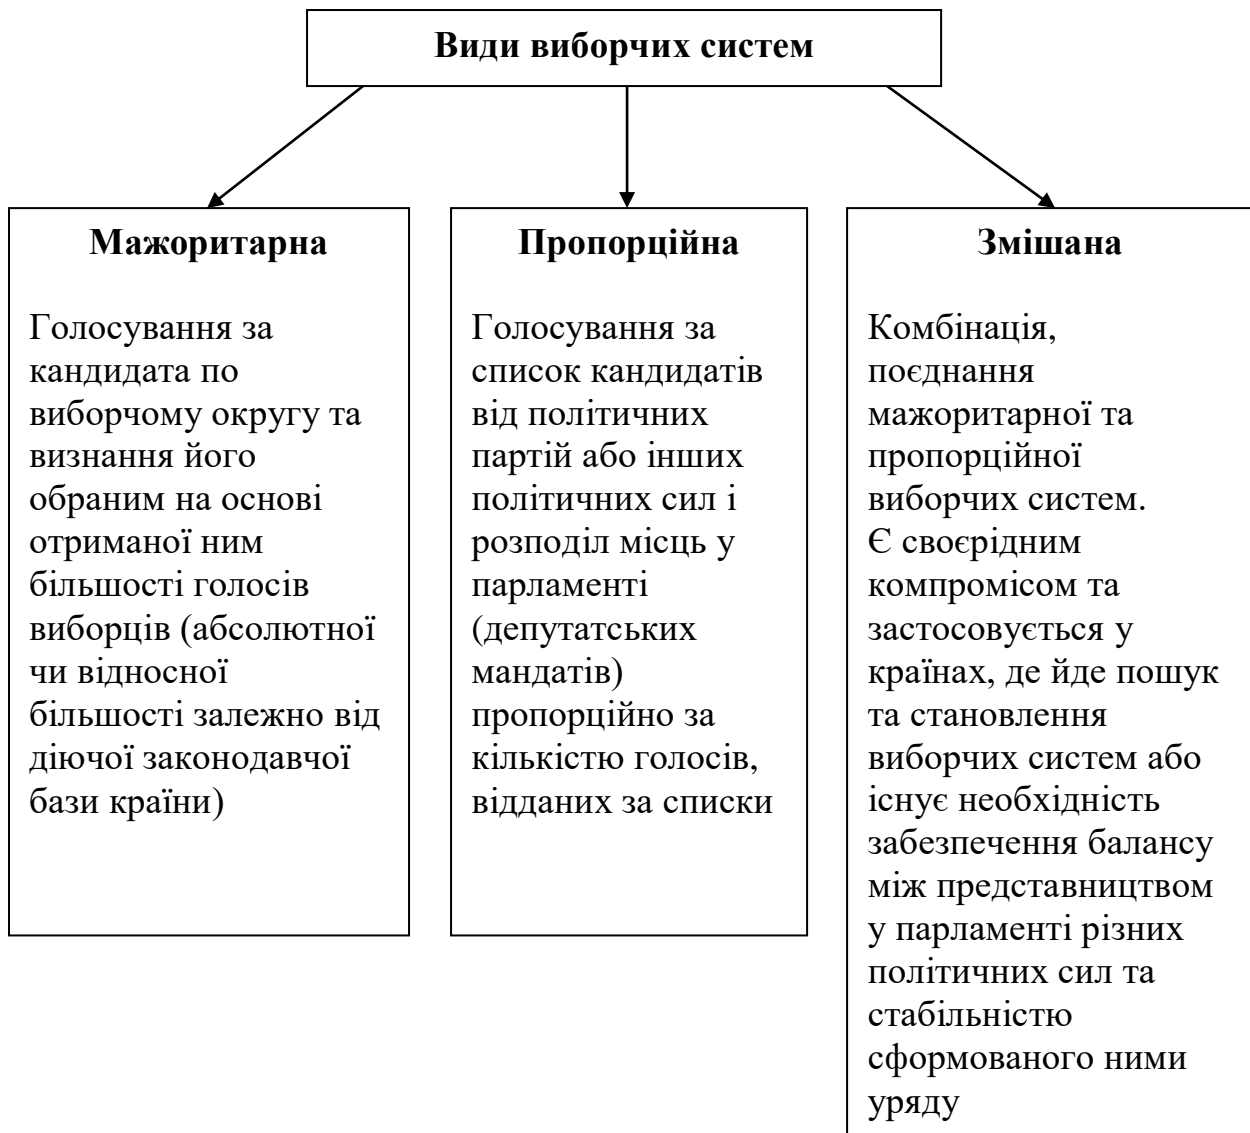 Види виборчих систем
Мажоритарна
Голосування за
кандидата по
виборчому округу та
визнання його
обраним на основі
отриманої ним
більшості голосів
виборців (абсолютної
чи відносної
більшості залежно від
діючої законодавчої
бази країни)
Пропорційна
Голосування за
список кандидатів
від політичних
партій або інших
політичних сил і
розподіл місць у
парламенті
(депутатських
мандатів)
пропорційно за
кількістю голосів,
відданих за списки
Змішана
Комбінація,
поєднання
мажоритарної та
пропорційної
виборчих систем.
Є своєрідним
компромісом та
застосовується у
країнах, де йде пошук
та становлення
виборчих систем або
існує необхідність
забезпечення балансу
між представництвом
у парламенті різних
політичних сил та
стабільністю
сформованого ними
уряду